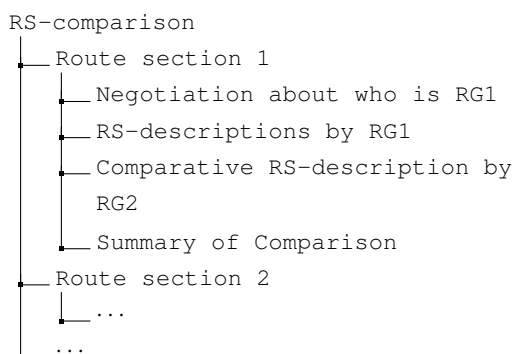 RS-comparison
Route section 1
Negotiation about who is RG1
RS-descriptions by RG1
Comparative RS-description by
RG2
Summary of Comparison
Route section 2
...
...